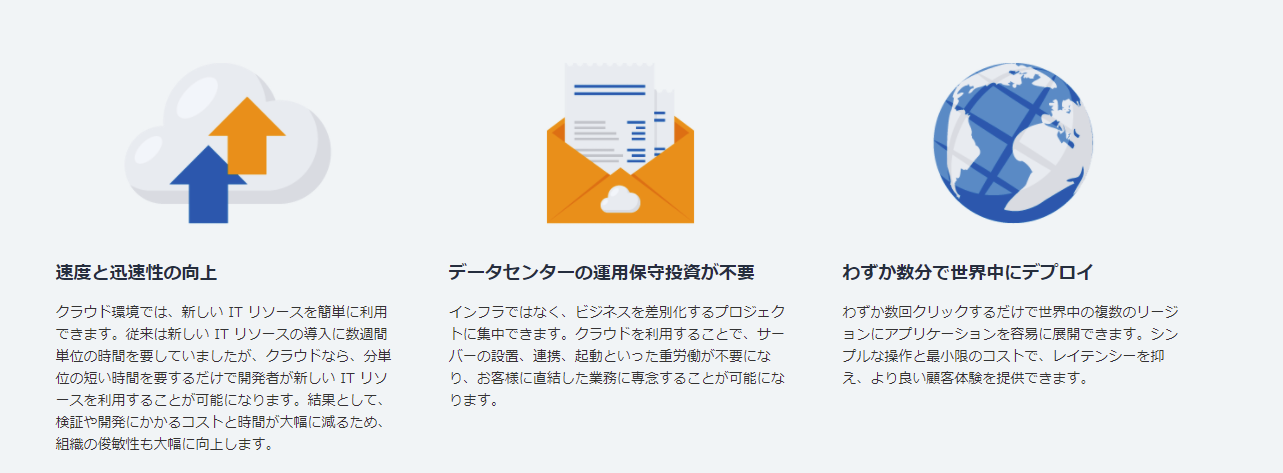 速度と迅速性の向上
クラウド環境では、新しい IT リソースを簡単に利用
できます。従来は新しい IT リソースの導入に数週間
単位の時間を要していましたが、クラウドなら、分単
位の短い時間を要するだけで開発者が新しい IT リソ
ースを利用することが可能になります。結果として、
検証や開発にかかるコストと時間が大幅に減るため、
組織の俊敏性も大幅に向上します。
データセンターの運用保守投資が不要
インフラではなく、ビジネスを差別化するプロジェク
トに集中できます。クラウドを利用することで、サー
バーの設置、連携、起動といった重労働が不要にな
り、お客様に直結した業務に専念することが可能にな
ります。
わずか数分で世界中にデプロイ
わずか数回クリックするだけで世界中の複数のリージ
ョンにアプリケーションを容易に展開できます。シン
プルな操作と最小限のコストで、レイテンシーを抑
え、より良い顧客体験を提供できます。